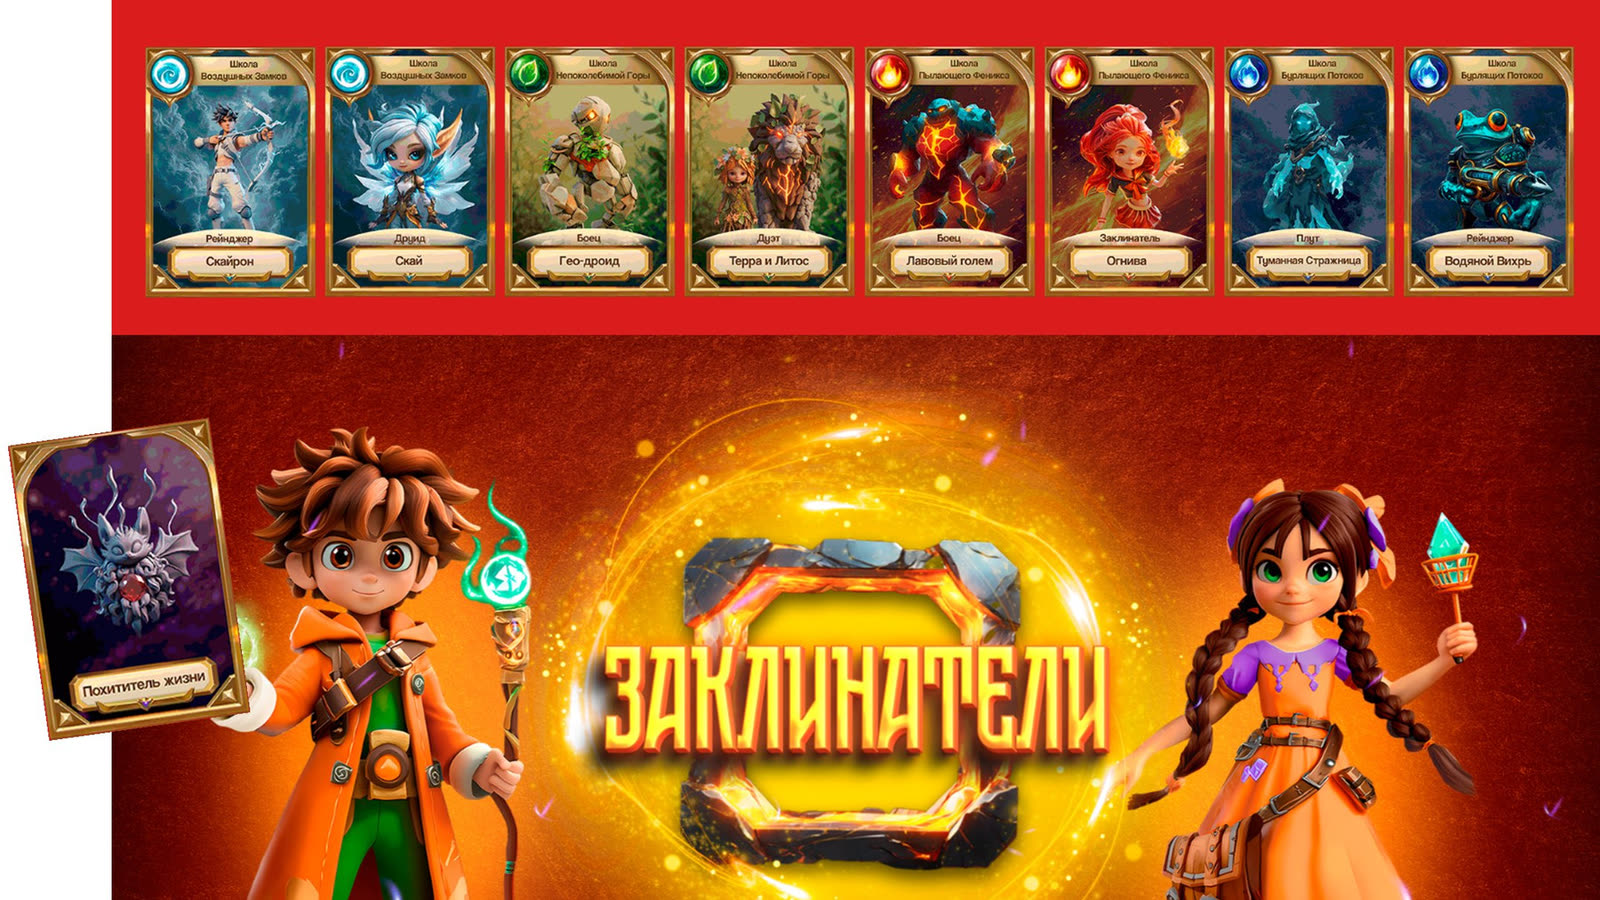 Школа
Воздушных Замков
Рейнджер
Скайрон
Школа
Воздушных Замков
Друид
Скай
Школа
Непоколебимой Горы
Боец
Гео-дроид
Школа
Непоколебимой Горы
Дуэт
Терра и Литос
Школа
Пылающего Феникса
Боец
Лавовый голем
Школа
Пылающего Феникса
Заклинатель
Огнива
Школа
Бурлящих Потоков
Плут
Туманная Стражница
Школа
Бурлящих Потоков
Рейнджер
Водяной Вихрь
Похититель жизни
ЗАКЛИНАТЕЛИ